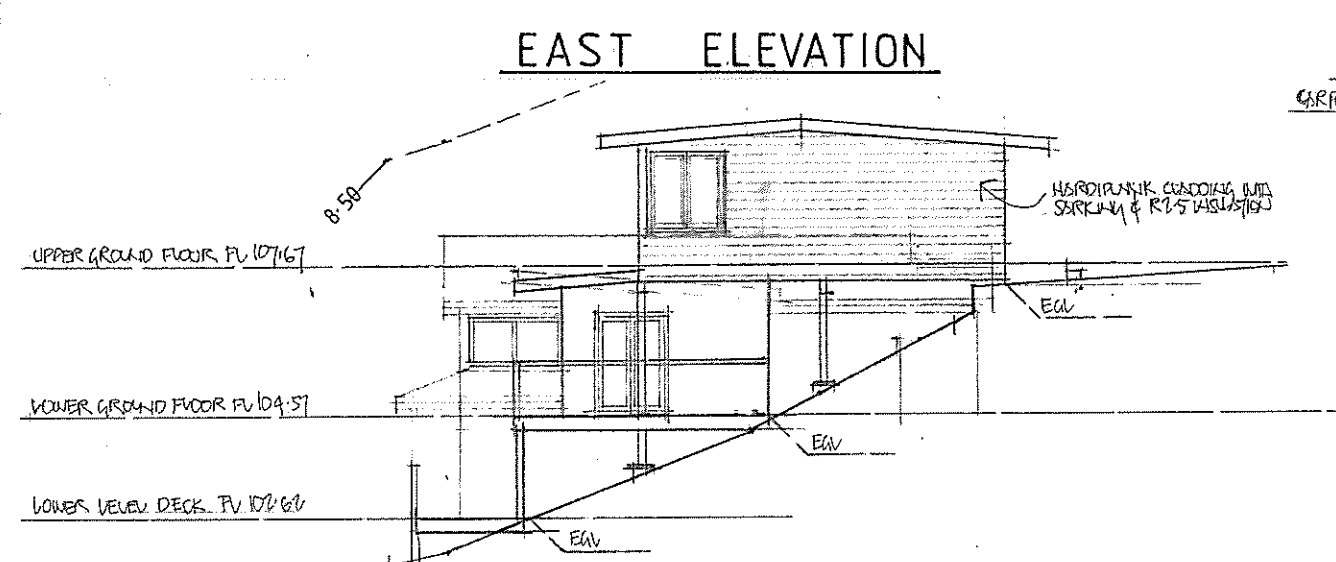 EAST ELEVATION
8·50
HARDIPLANK CLADDING WITH
SARKING & R2·5 INSULATION
UPPER GROUND FLOOR FL 107·67
EGL
LOWER GROUND FLOOR FL 104·57
EGL
LOWER LEVEL DECK FL 102·62
EGL